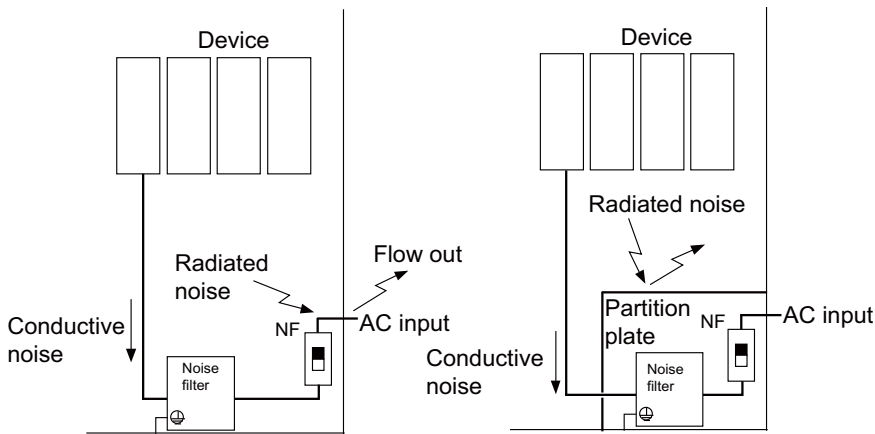 Device
Radiated
noise
Flow out
Conductive
noise
NF
AC input
Noise
filter
Device
Radiated noise
Partition
plate
NF
AC input
Conductive
noise
Noise
filter